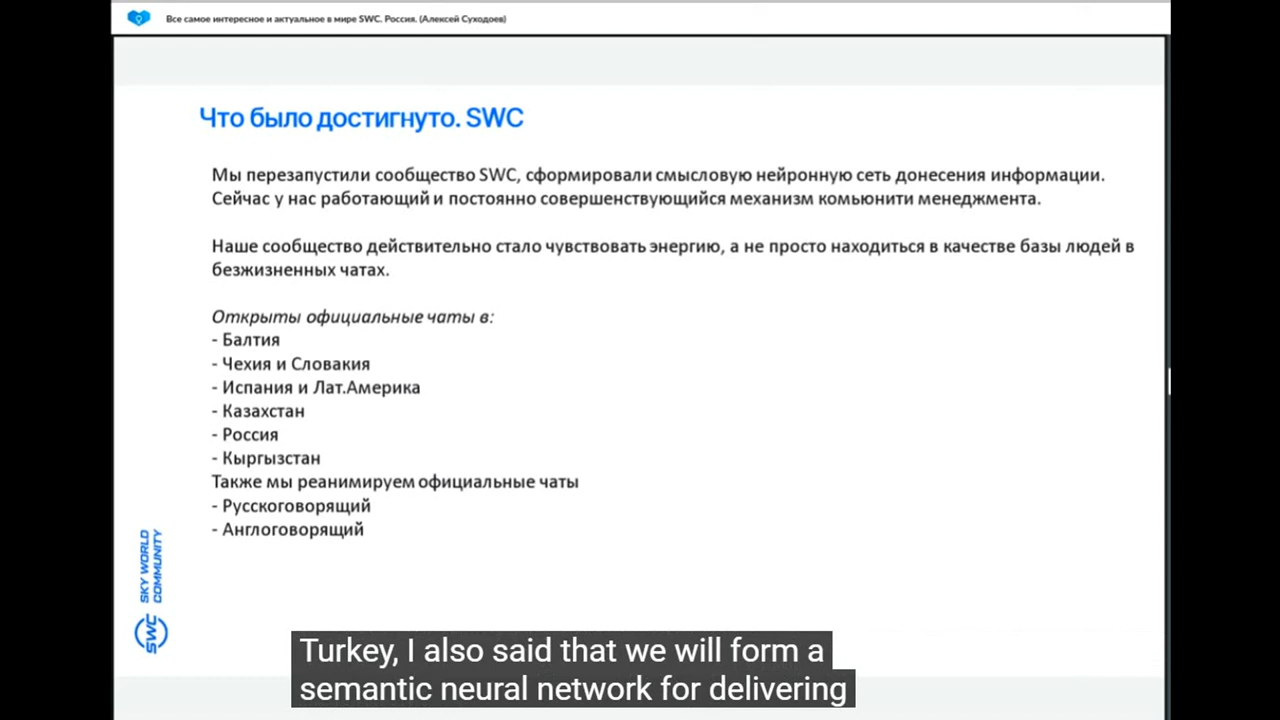 Все самое интересное и актуальное в мире SWC. Россия. (Алексей Суходоев)
Что было достигнуто. SWC
Мы перезапустили сообщество SWC, сформировали смысловую нейронную сеть донесения информации.
Сейчас у нас работающий и постоянно совершенствующийся механизм комьюнити менеджмента.
Наше сообщество действительно стало чувствовать энергию, а не просто находиться в качестве базы людей в
безжизненных чатах.
Открыты официальные чаты в:
- Балтия
- Чехия и Словакия
- Испания и Лат.Америка
- Казахстан
- Россия
- Кыргызстан
Также мы реанимируем официальные чаты
- Русскоговорящий
- Англоговорящий
SWC
SKY WORLD
COMMUNITY
Turkey, I also said that we will form a
semantic neural network for delivering